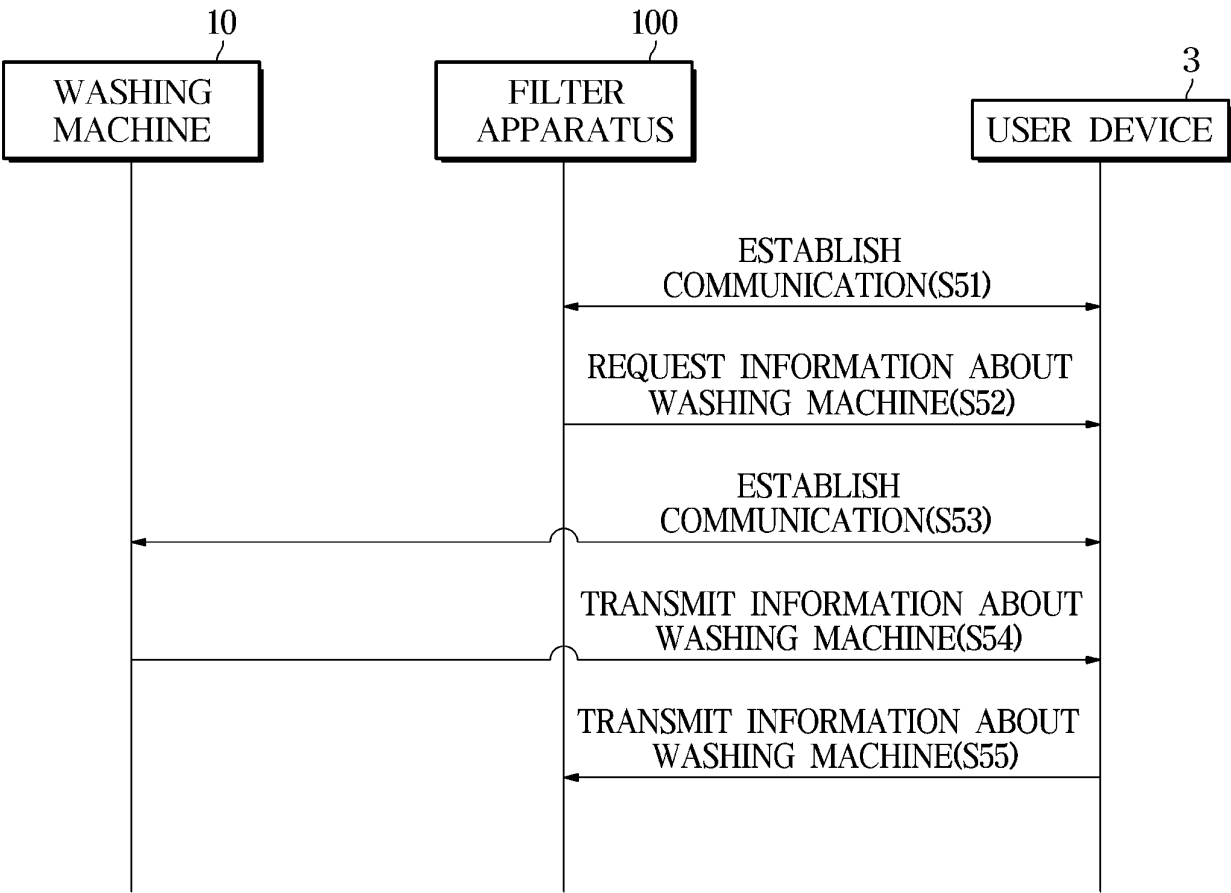 10
WASHING
MACHINE
100
FILTER
APPARATUS
3
USER DEVICE
ESTABLISH
COMMUNICATION(S51)
REQUEST INFORMATION ABOUT
WASHING MACHINE(S52)
ESTABLISH
COMMUNICATION(S53)
TRANSMIT INFORMATION ABOUT
WASHING MACHINE(S54)
TRANSMIT INFORMATION ABOUT
WASHING MACHINE(S55)